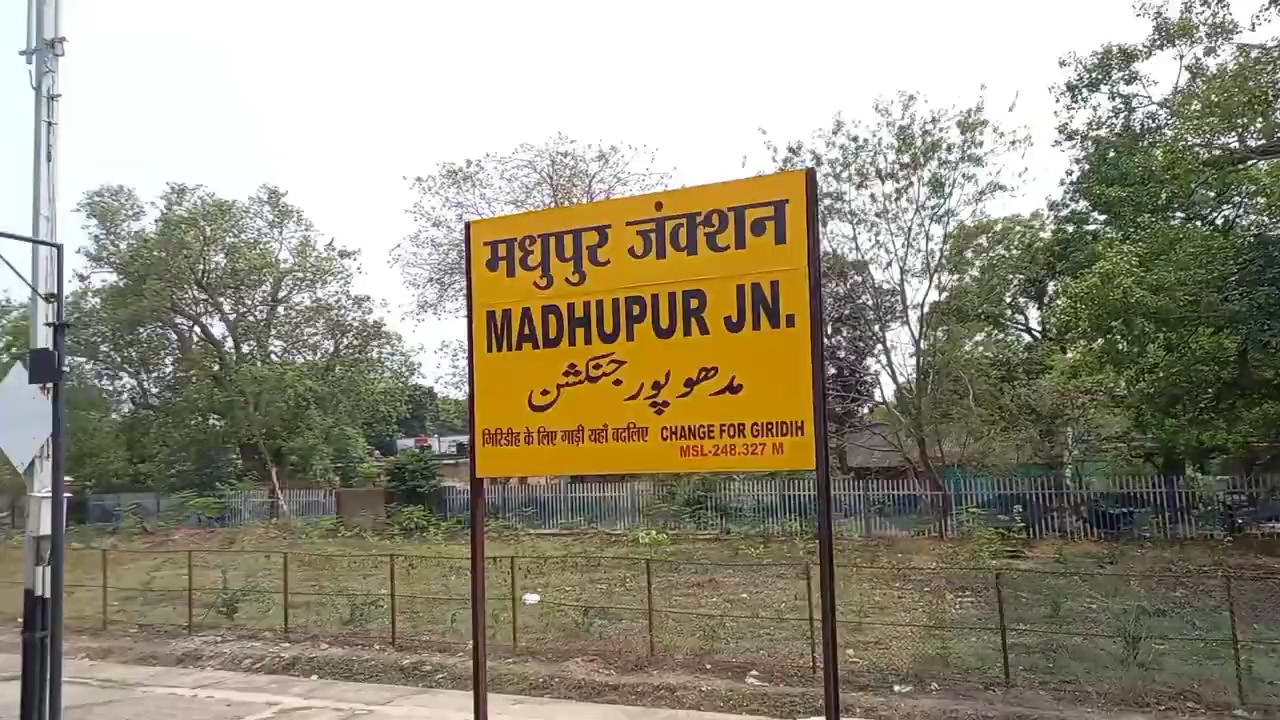 मधुपुर जंक्शन
MADHUPUR JN.
مدھوپور جنکشن
गिरिडीह के लिए गाड़ी यहाँ बदलिए CHANGE FOR GIRIDIH
MSL-248.327 M